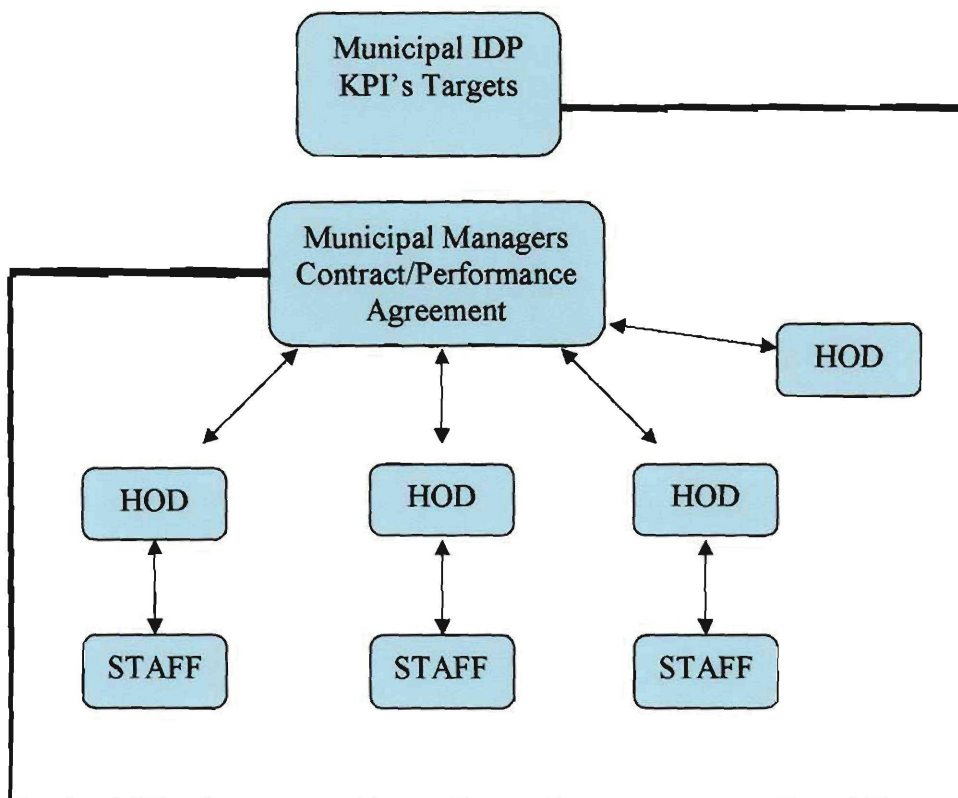 Municipal IDP
KPI's Targets
Municipal Managers
Contract/Performance
Agreement
HOD
HOD
HOD
HOD
STAFF
STAFF
STAFF